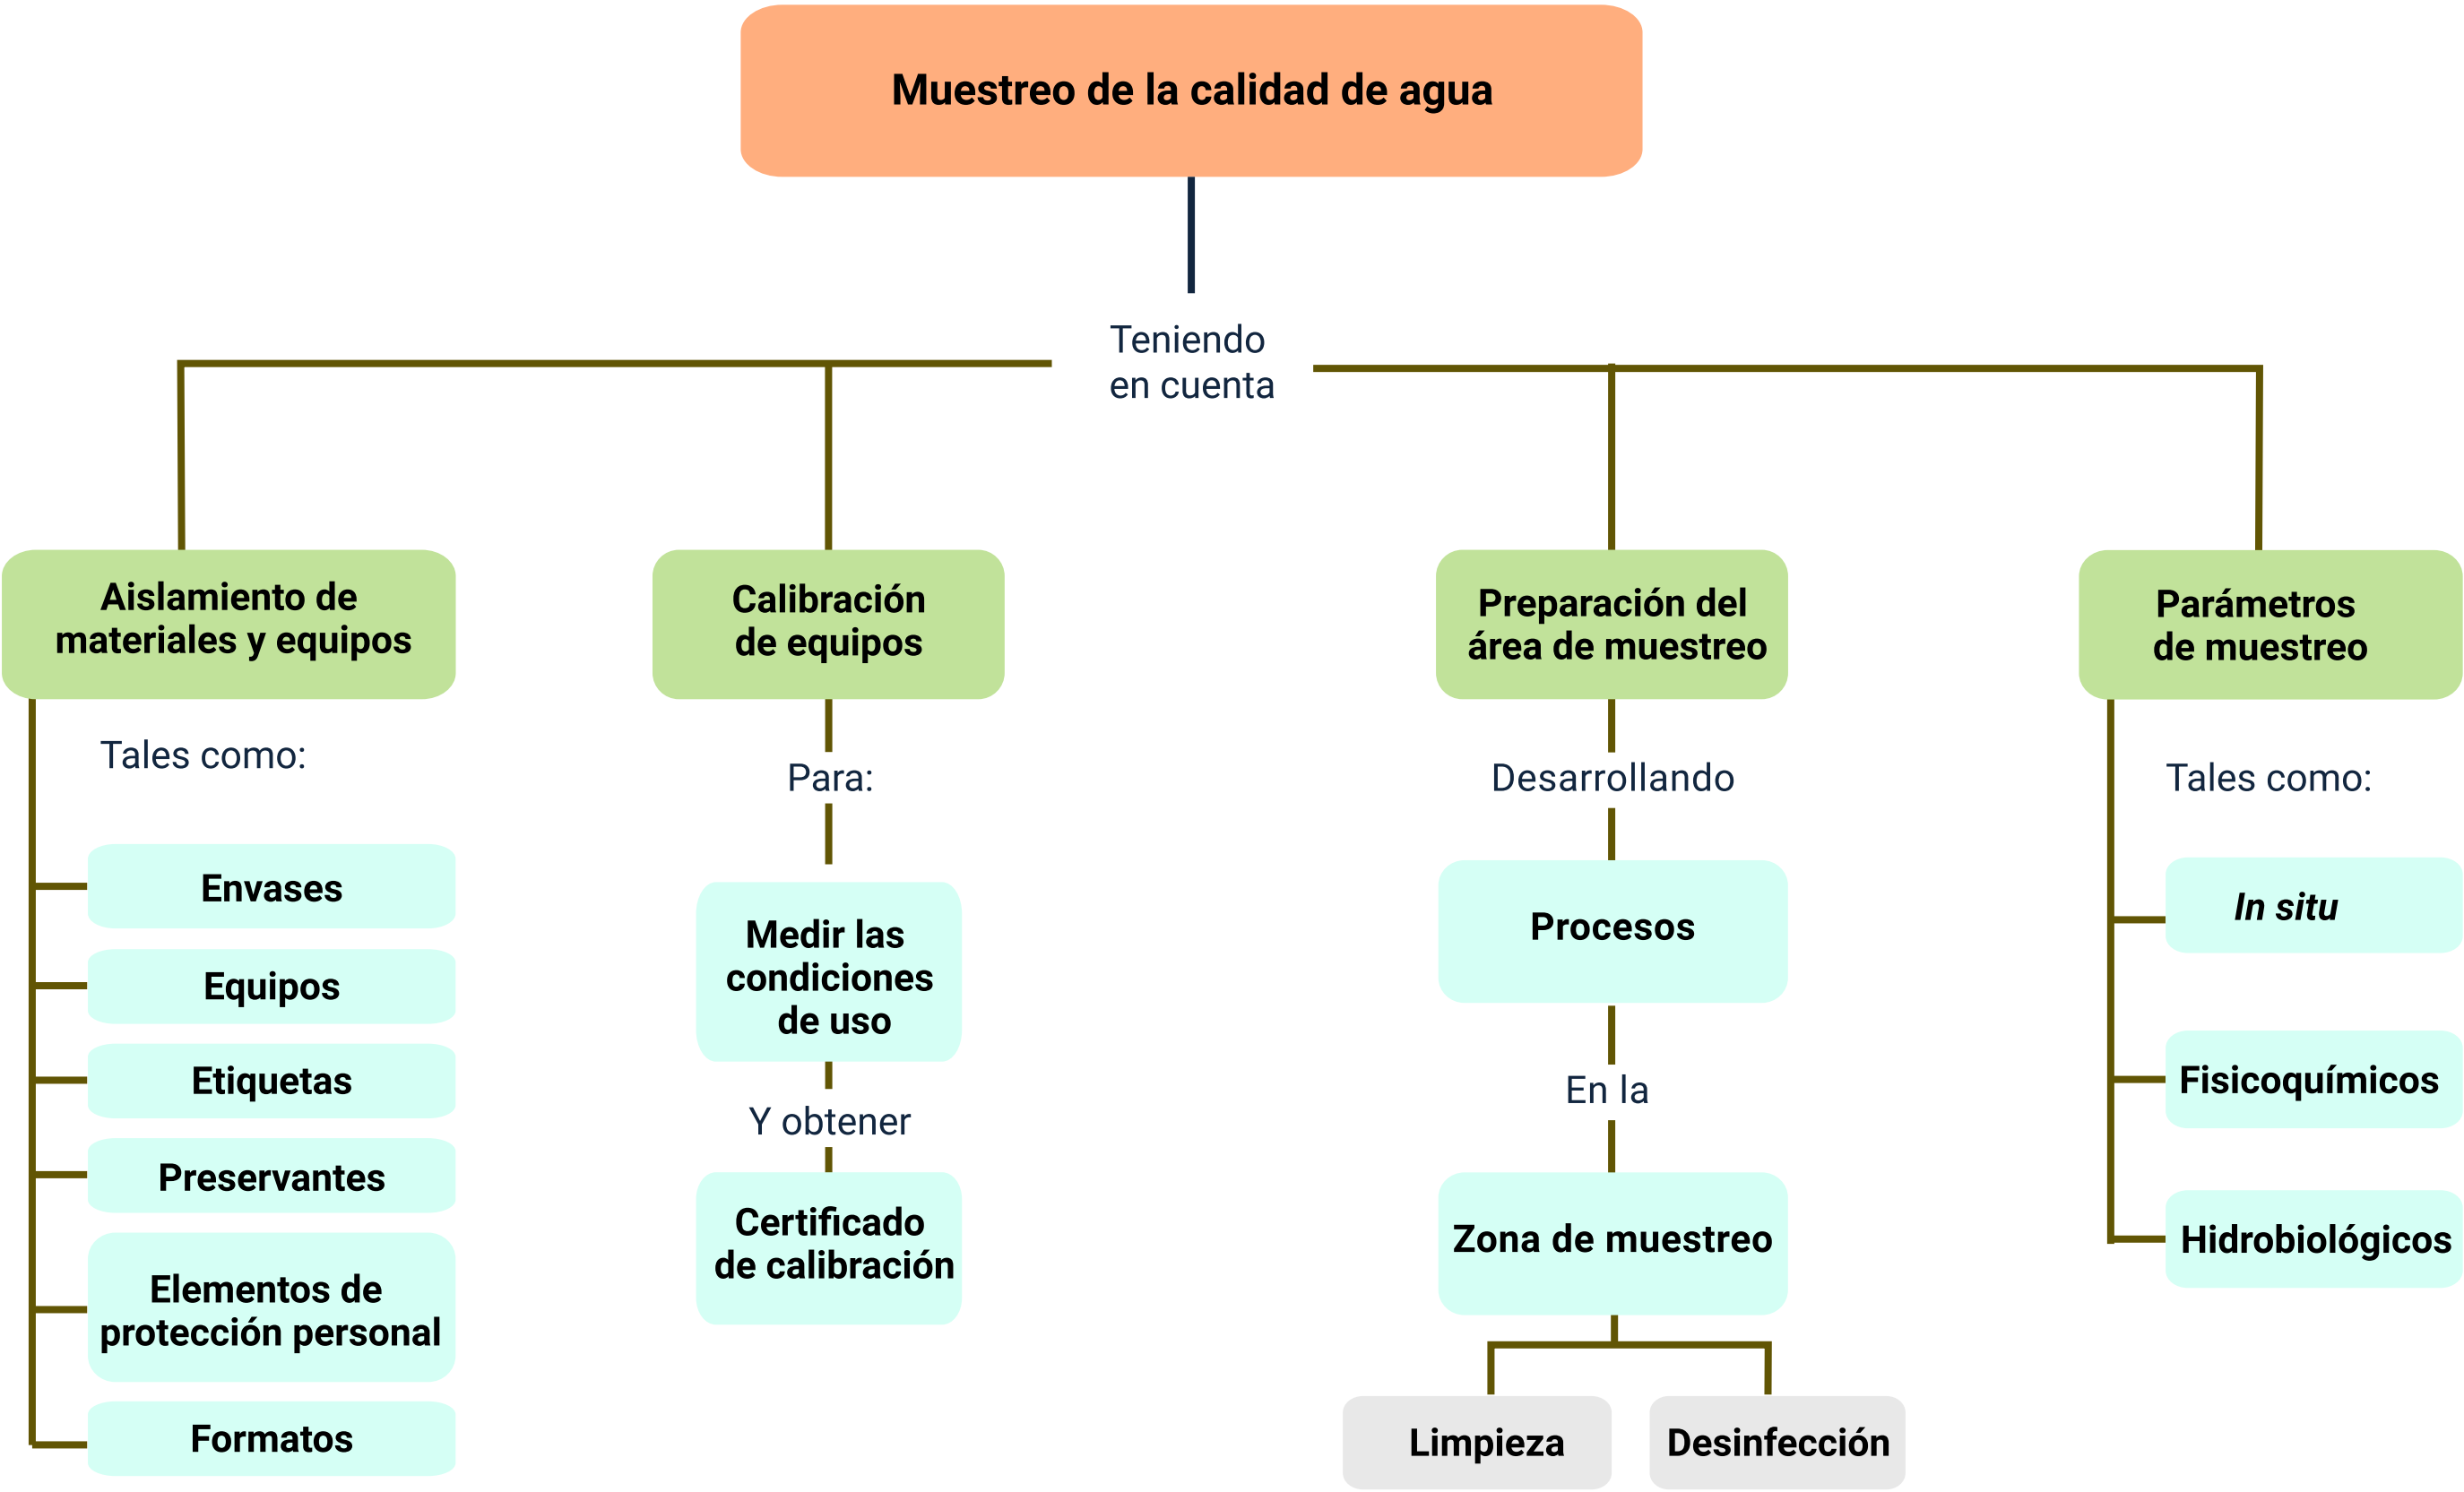 Muestreo de la calidad de agua
Teniendo
en cuenta
Aislamiento de
materiales y equipos
Tales como:
Envases
Equipos
Etiquetas
Preservantes
Elementos de
protección personal
Formatos
Calibración
de equipos
Para:
Medir las
condiciones
de uso
Y obtener
Certificado
de calibración
Preparación del
área de muestreo
Desarrollando
Procesos
En la
Zona de muestreo
Limpieza
Desinfección
Parámetros
de muestreo
Tales como:
In situ
Fisicoquímicos
Hidrobiológicos